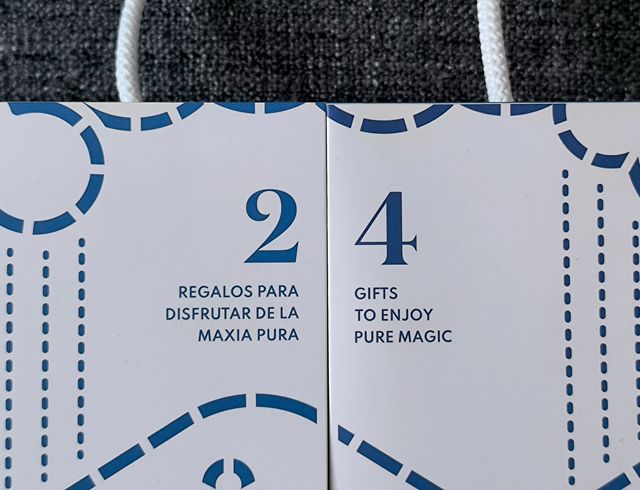 2
REGALOS PARA
DISFRUTAR DE LA
MAXIA PURA
4
GIFTS
TO ENJOY
PURE MAGIC